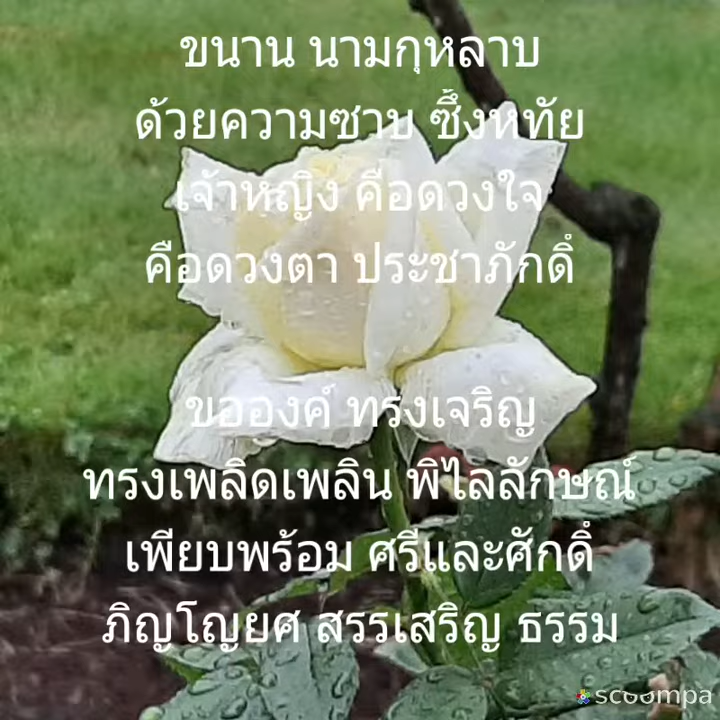 ขนาน นามกุหลาบ
ด้วยความซาบ ซึ้งหทัย
เจ้าหญิง คือดวงใจ
คือดวงตา ประชาภักดิ์
ขอองค์ ทรงเจริญ
ทรงเพลิดเพลิน พิไลลักษณ์
เพียบพร้อม ศรีและศักดิ์
ภิญโญยศ สรรเสริญ ธรรม
scoompa